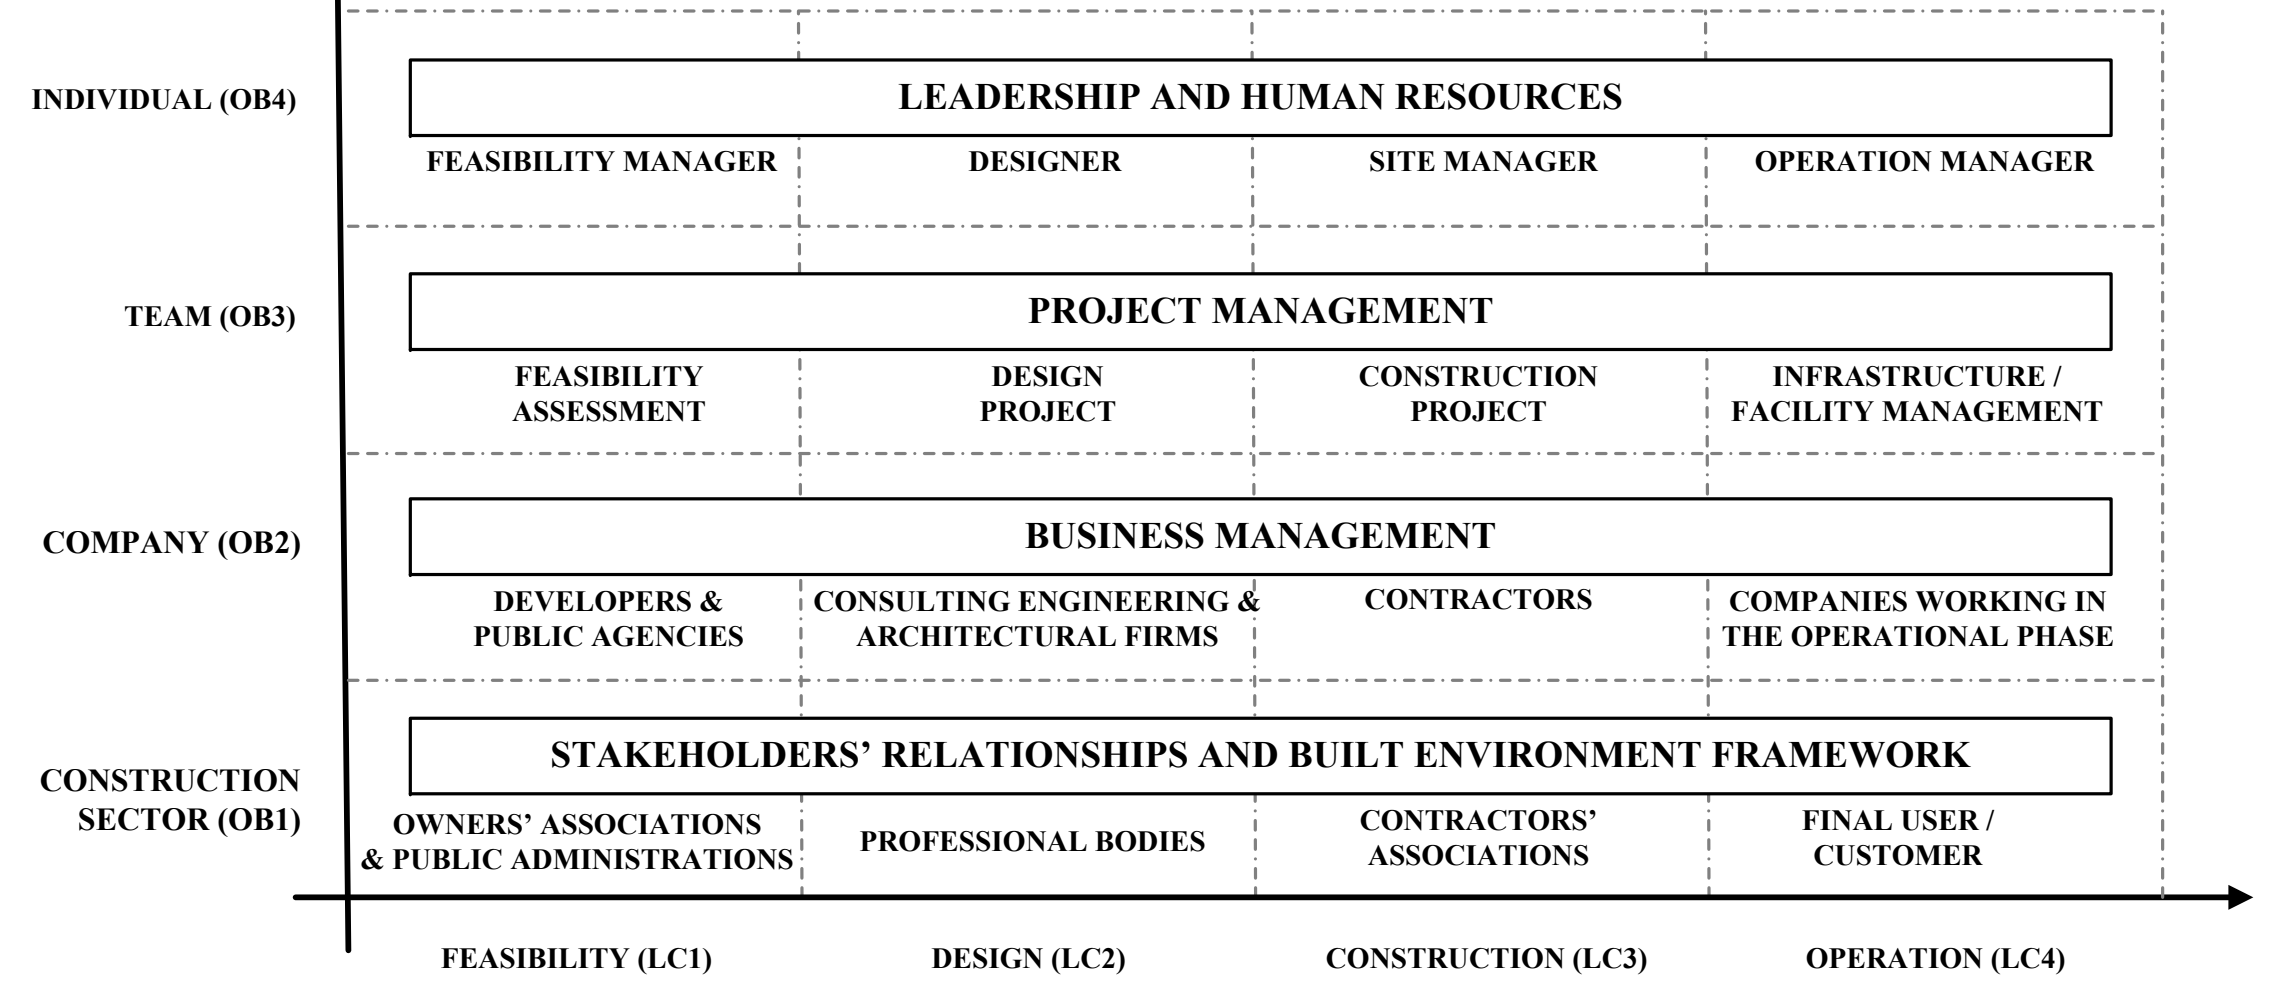 LEADERSHIP AND HUMAN RESOURCES
INDIVIDUAL (OB4)
FEASIBILITY MANAGER
DESIGNER
SITE MANAGER
OPERATION MANAGER
PROJECT MANAGEMENT
TEAM (OB3)
FEASIBILITY
ASSESSMENT
DESIGN
PROJECT
CONSTRUCTION
PROJECT
INFRASTRUCTURE /
FACILITY MANAGEMENT
BUSINESS MANAGEMENT
COMPANY (OB2)
DEVELOPERS &
PUBLIC AGENCIES
CONSULTING ENGINEERING &
ARCHITECTURAL FIRMS
CONTRACTORS
COMPANIES WORKING IN
THE OPERATIONAL PHASE
STAKEHOLDERS’ RELATIONSHIPS AND BUILT ENVIRONMENT FRAMEWORK
CONSTRUCTION
SECTOR (OB1)
OWNERS’ ASSOCIATIONS
& PUBLIC ADMINISTRATIONS
PROFESSIONAL BODIES
CONTRACTORS’
ASSOCIATIONS
FINAL USER /
CUSTOMER
FEASIBILITY (LC1)
DESIGN (LC2)
CONSTRUCTION (LC3)
OPERATION (LC4)